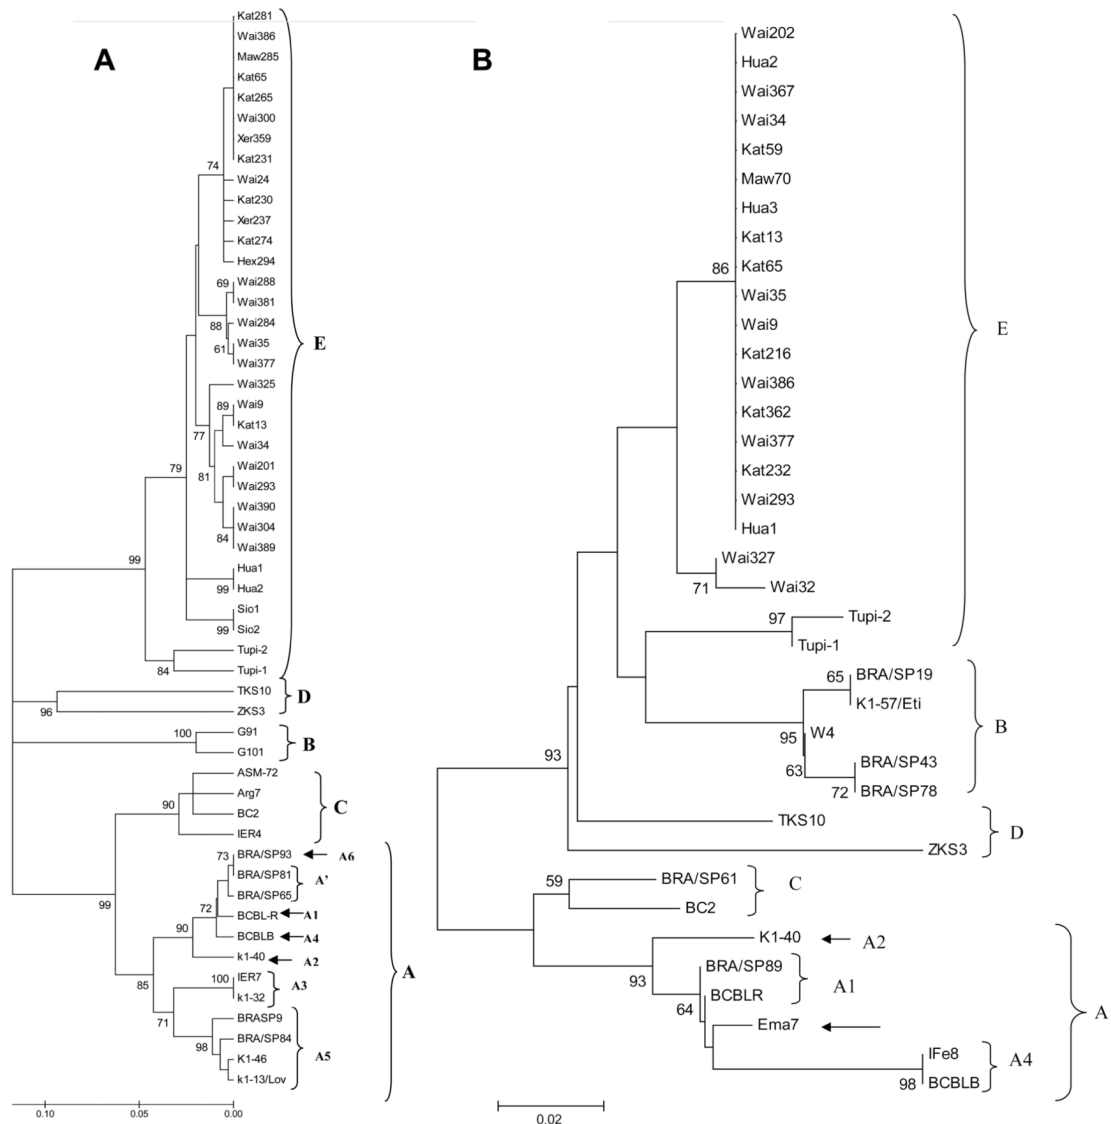 A
Kat281
Wai386
Maw285
Kat65
Kat265
Wai300
Xer359
Kat231
74
Wai24
Kat230
Xer237
Kat274
Hex294
69
Wai288
Wai381
88
Wai284
Wai35
61
Wai377
Wai325
89
Wai9
Kat13
77
Wai34
79
81
Wai201
Wai293
Wai390
Wai304
84
Wai389
99
Hua1
99
Hua2
Sio1
99
Sio2
Tupi-2
84
Tupi-1
E
TKS10
96
ZKS3
D
100
G91
G101
B
ASM-72
90
Arg7
BC2
IER4
C
99
73
BRA/SP93
A6
BRA/SP81
BRA/SP65
A'
72
BCBL-R
A1
90
BCBLB
A4
k1-40
A2
85
100
IER7
k1-32
A3
71
BRASP9
98
BRA/SP84
K1-46
k1-13/Lov
A5
A
0.10 0.05 0.00
B
Wai202
Hua2
Wai367
Wai34
Kat59
Maw70
Hua3
Kat13
86
Kat65
Wai35
Wai9
Kat216
Wai386
Kat362
Wai377
Kat232
Wai293
Hua1
Wai327
71
Wai32
97
Tupi-2
Tupi-1
E
65
BRA/SP19
K1-57/Eti
95
W4
63
BRA/SP43
72
BRA/SP78
B
93
TKS10
ZKS3
D
59
BRA/SP61
BC2
C
K1-40
A2
93
BRA/SP89
64
BCBLR
A1
Ema7
IFe8
98
BCBLB
A4
A
0.02